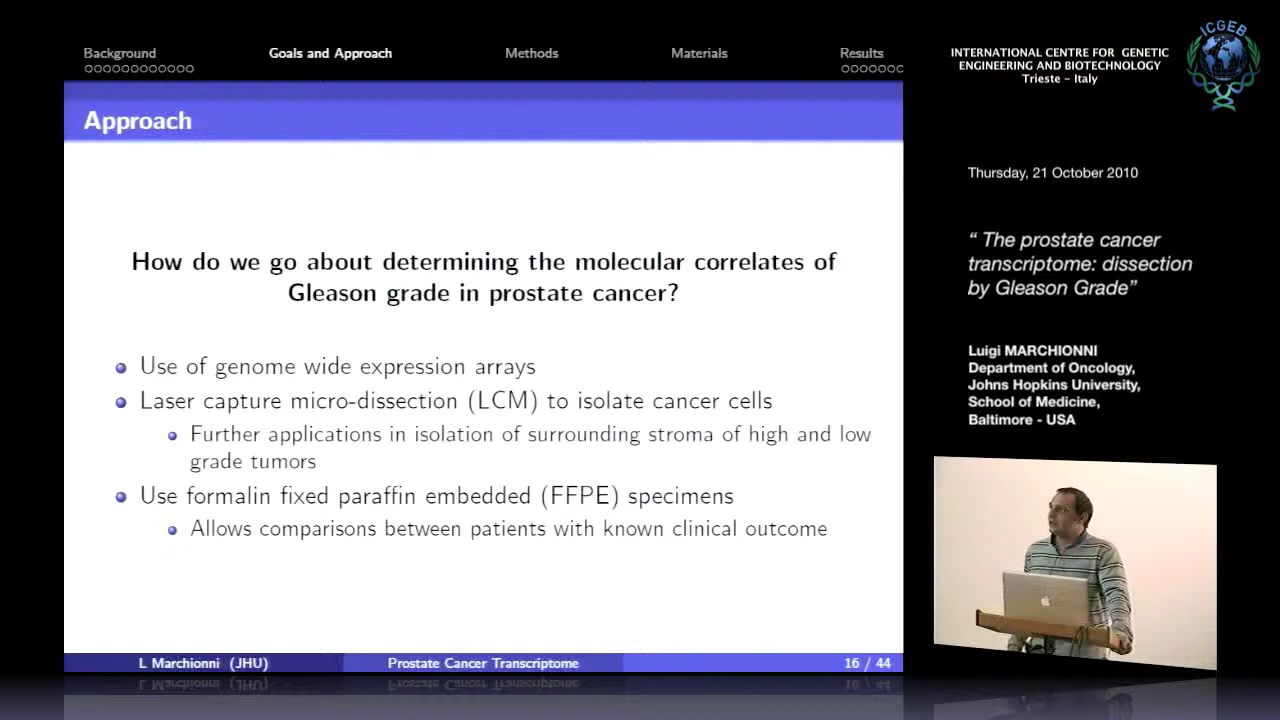 Background
Goals and Approach
Methods
Materials
Results
Approach
How do we go about determining the molecular correlates of
Gleason grade in prostate cancer?
Use of genome wide expression arrays
Laser capture micro-dissection (LCM) to isolate cancer cells
Further applications in isolation of surrounding stroma of high and low
grade tumors
Use formalin fixed paraffin embedded (FFPE) specimens
Allows comparisons between patients with known clinical outcome
L Marchionni (JHU)
Prostate Cancer Transcriptome
16 / 44
INTERNATIONAL CENTRE FOR GENETIC
ENGINEERING AND BIOTECHNOLOGY
Trieste – Italy
ICGEB
Thursday, 21 October 2010
“ The prostate cancer
transcriptome: dissection
by Gleason Grade”
Luigi MARCHIONNI
Department of Oncology,
Johns Hopkins University,
School of Medicine,
Baltimore - USA